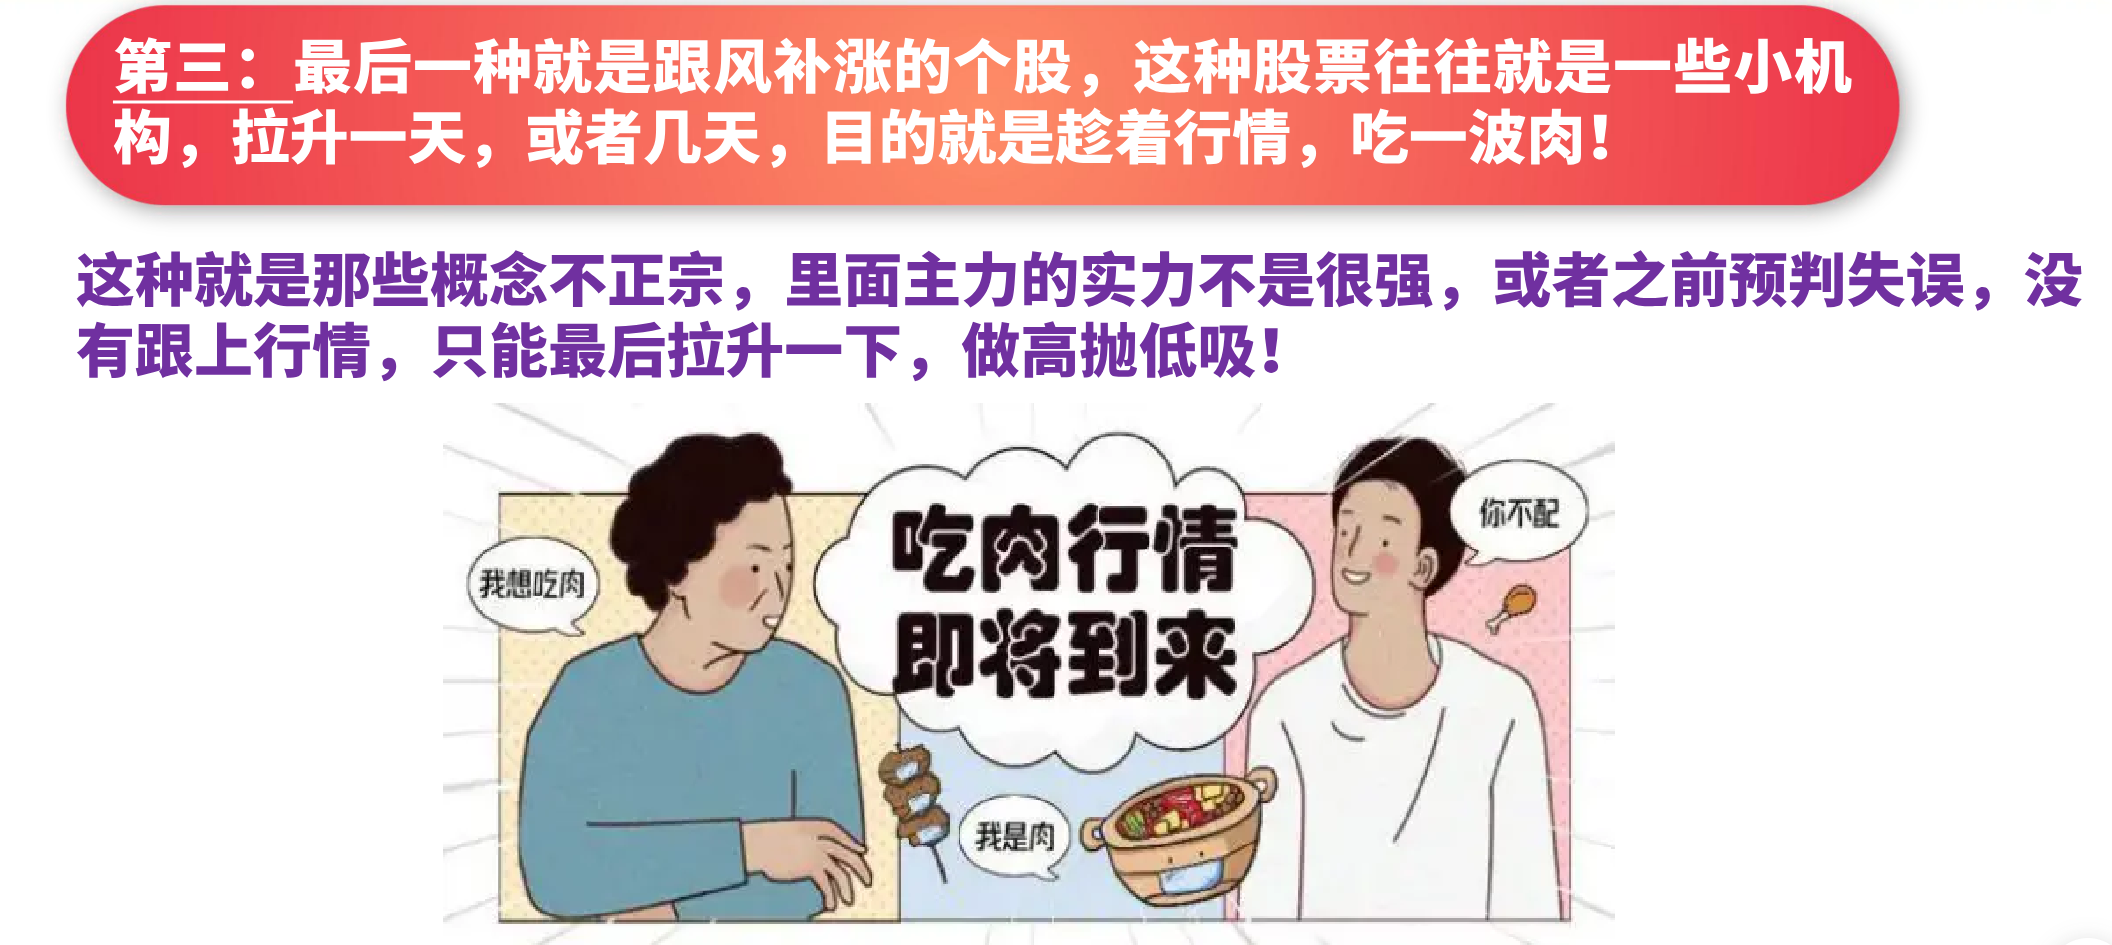 第三：最后一种就是跟风补涨的个股，这种股票往往就是一些小机
构，拉升一天，或者几天，目的就是趁着行情，吃一波肉！
这种就是那些概念不正宗，里面主力的实力不是很强，或者之前预判失误，没
有跟上行情，只能最后拉升一下，做高抛低吸！
我想吃肉
吃肉行情
即将到来
你不配
我是肉